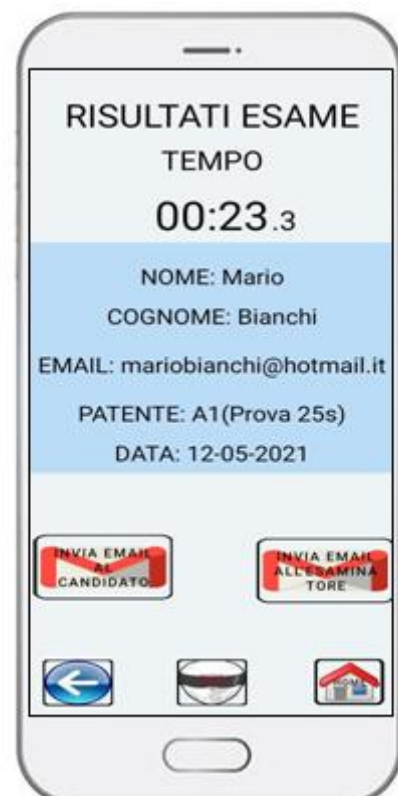 RISULTATI ESAME
TEMPO
00:23.3
NOME: Mario
COGNOME: Bianchi
EMAIL: mariobianchi@hotmail.it
PATENTE: A1(Prova 25s)
DATA: 12-05-2021
INVIA EMAIL
AL
CANDIDATO
INVIA EMAIL
ALL'ESAMINA
TORE
HOME